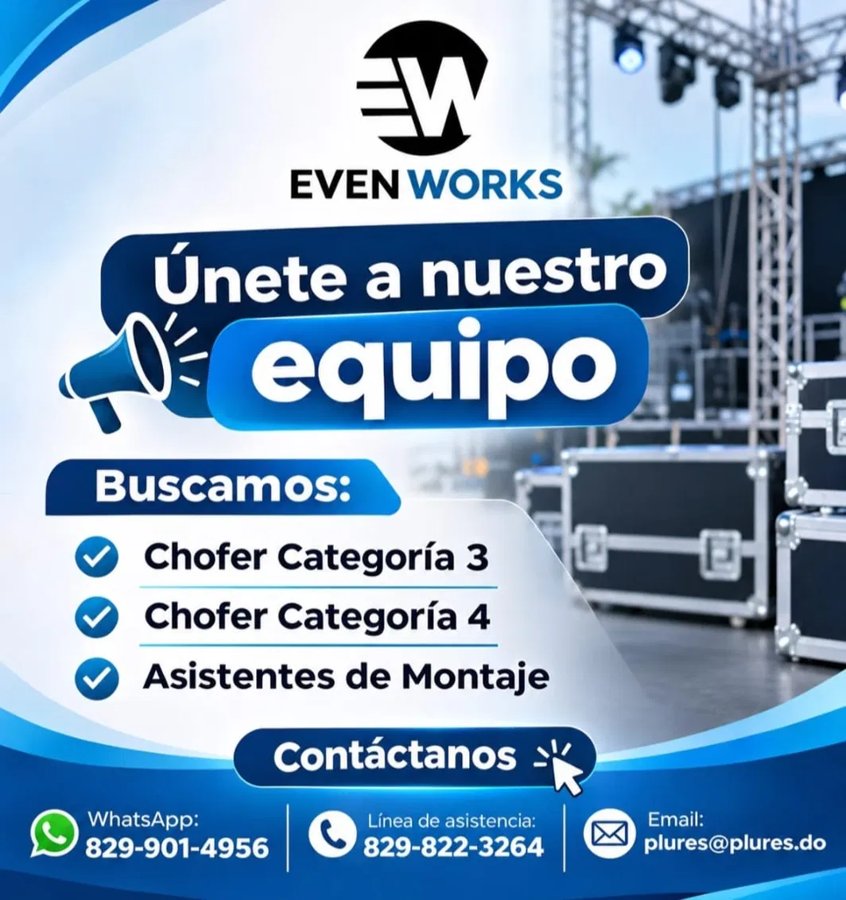 EW
EVEN WORKS
Únete a nuestro
equipo
Buscamos:
Chofer Categoría 3
Chofer Categoría 4
Asistentes de Montaje
Contáctanos
WhatsApp:
829-901-4956
Línea de asistencia:
829-822-3264
Email:
plures@plures.do